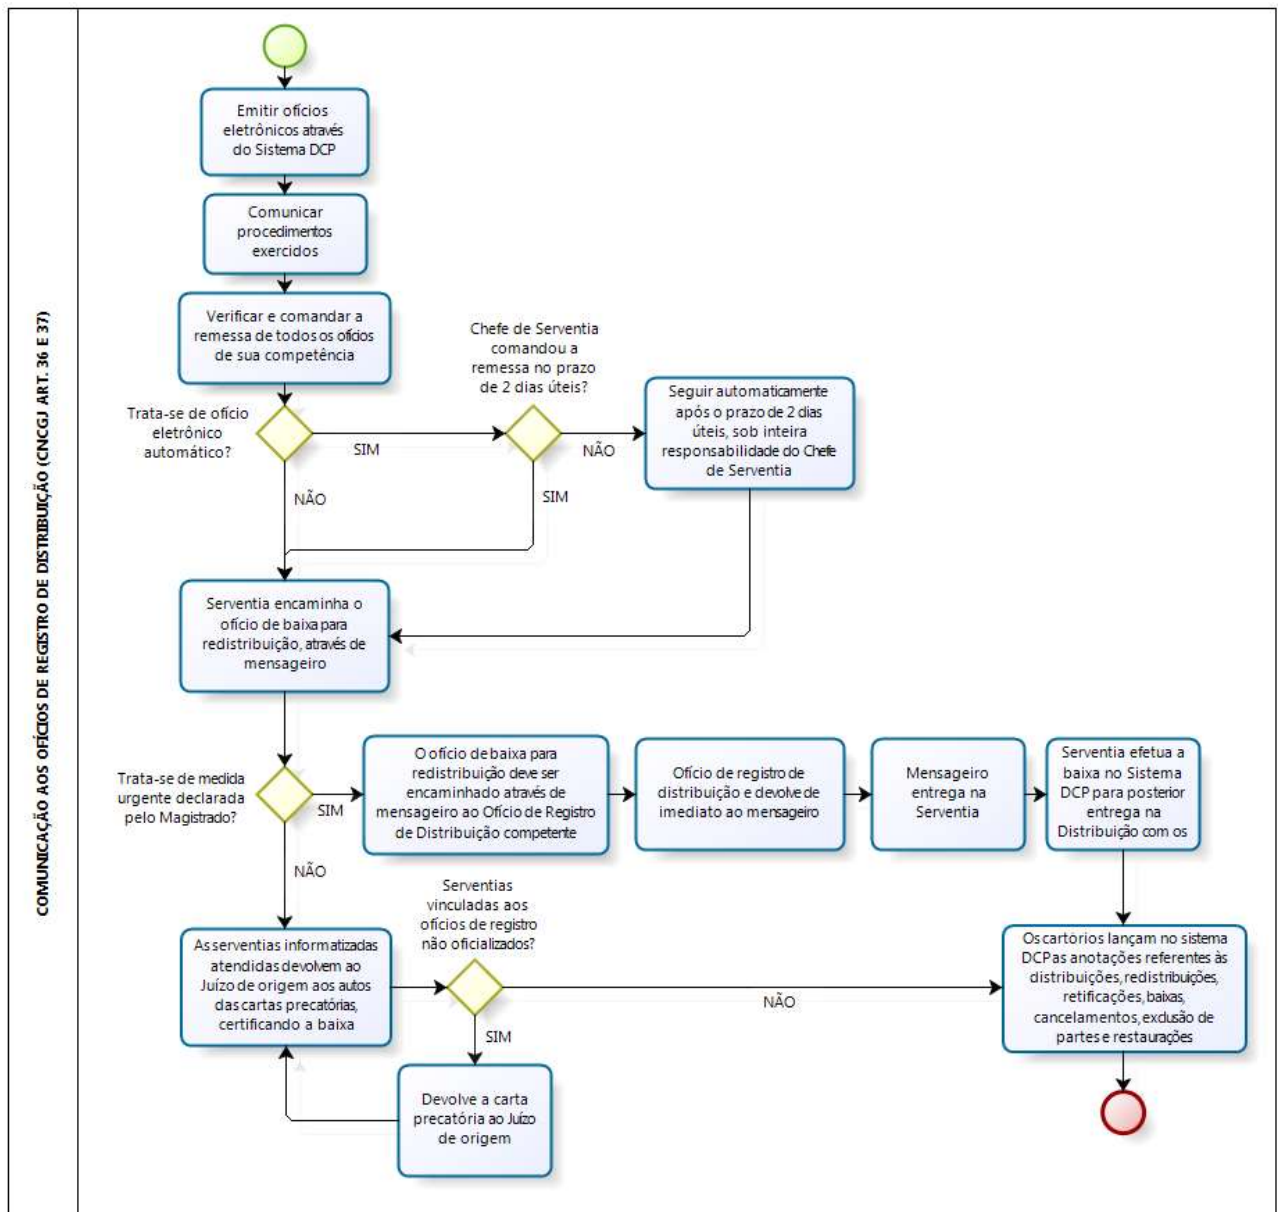 COMUNICAÇÃO AOS OFÍCIOS DE REGISTRO DE DISTRIBUIÇÃO (CNCGJ ART. 36 E 37)
Emitir ofícios
eletrônicos através
do Sistema DCP
Comunicar
procedimentos
exercidos
Verificar e comandar a
remessa de todos os ofícios
de sua competência
Trata-se de ofício
eletrônico
automático?
SIM
NÃO
Chefe de Serventia
comandou a
remessa no prazo
de 2 dias úteis?
NÃO
SIM
Seguir automaticamente
após o prazo de 2 dias
úteis, sob inteira
responsabilidade do Chefe
de Serventia
Serventia encaminha o
ofício de baixa para
redistribuição, através de
mensageiro
Trata-se de medida
urgente declarada
pelo Magistrado?
SIM
NÃO
O ofício de baixa para
redistribuição deve ser
encaminhado através de
mensageiro ao Ofício de Registro
de Distribuição competente
Ofício de registro de
distribuição e devolve de
imediato ao mensageiro
Mensageiro
entrega na
Serventia
Serventia efetua a
baixa no Sistema
DCP para posterior
entrega na
Distribuição com os
As serventias informatizadas
atendidas devolvem ao
Juízo de origem aos autos
das cartas precatórias,
certificando a baixa
Serventias
vinculadas aos
ofícios de registro
não oficializados?
NÃO
SIM
Devolve a carta
precatória ao Juízo
de origem
Os cartórios lançam no sistema
DCP as anotações referentes às
distribuições, redistribuições,
retificações, baixas,
cancelamentos, exclusão de
partes e restaurações